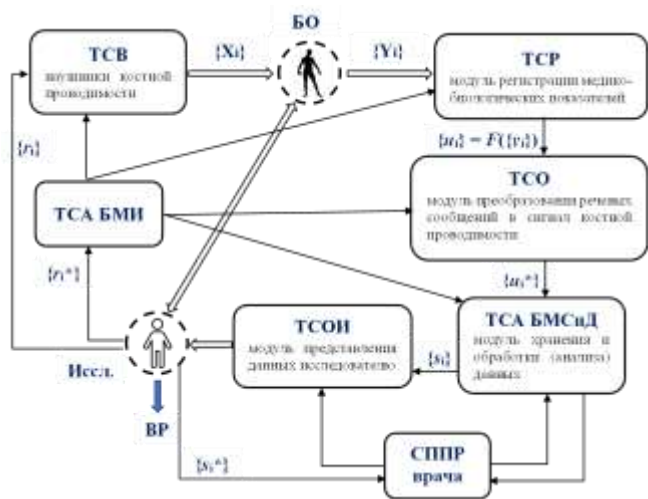 БО
ТСВ
наушники костной
проводимости
{Xi}
{Yi}
ТСР
модуль регистрации медико-
биологических показателей
{ri}
{ui} = F({vi})
ТСА БМИ
ТСО
модуль преобразования речевых
сообщений в сигнал костной
проводимости
{ri*}
{ui*}
ТСОИ
модуль представления
данных исследователю
{si}
ТСА БМСиД
модуль хранения и
обработки (анализа)
данных
Иссл.
ВР
{si*}
СППР
врача